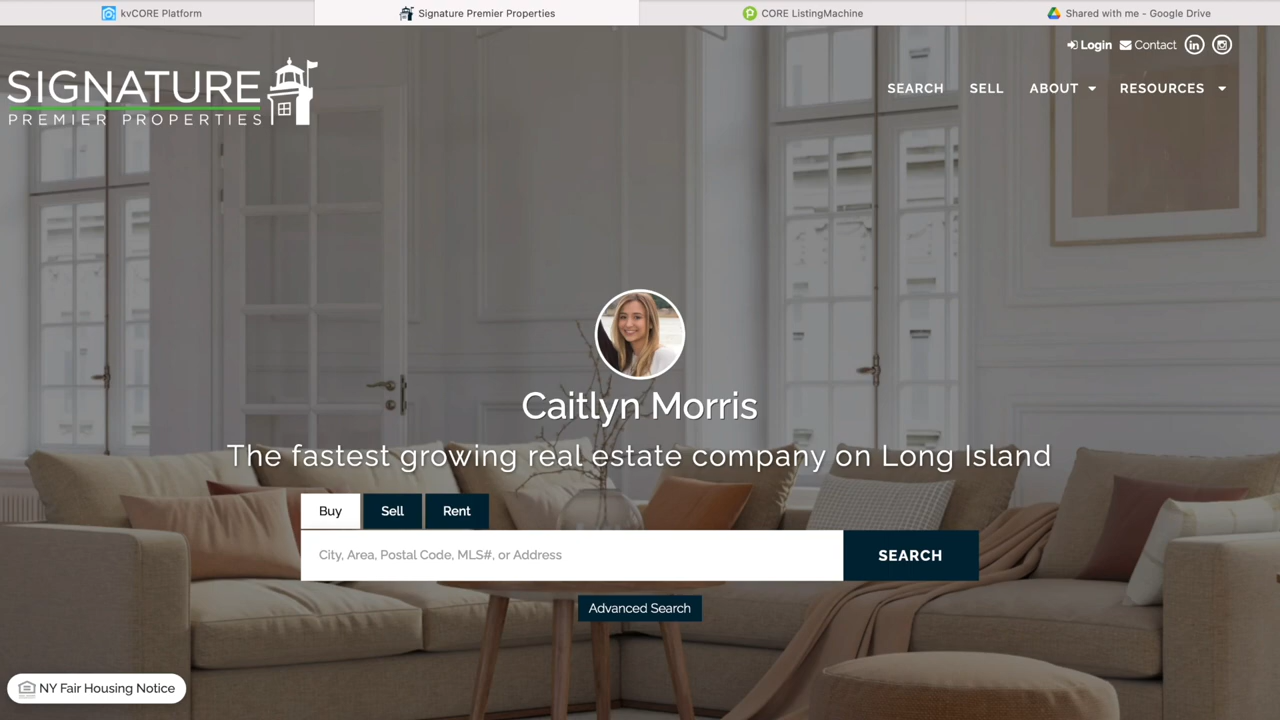 kvCORE Platform
Signature Premier Properties
CORE ListingMachine
Shared with me - Google Drive
Login
Contact
in
SIGNATURE
PREMIER PROPERTIES
SEARCH
SELL
ABOUT
RESOURCES
Caitlyn Morris
The fastest growing real estate company on Long Island
Buy
Sell
Rent
City, Area, Postal Code, MLS#, or Address
SEARCH
Advanced Search
NY Fair Housing Notice